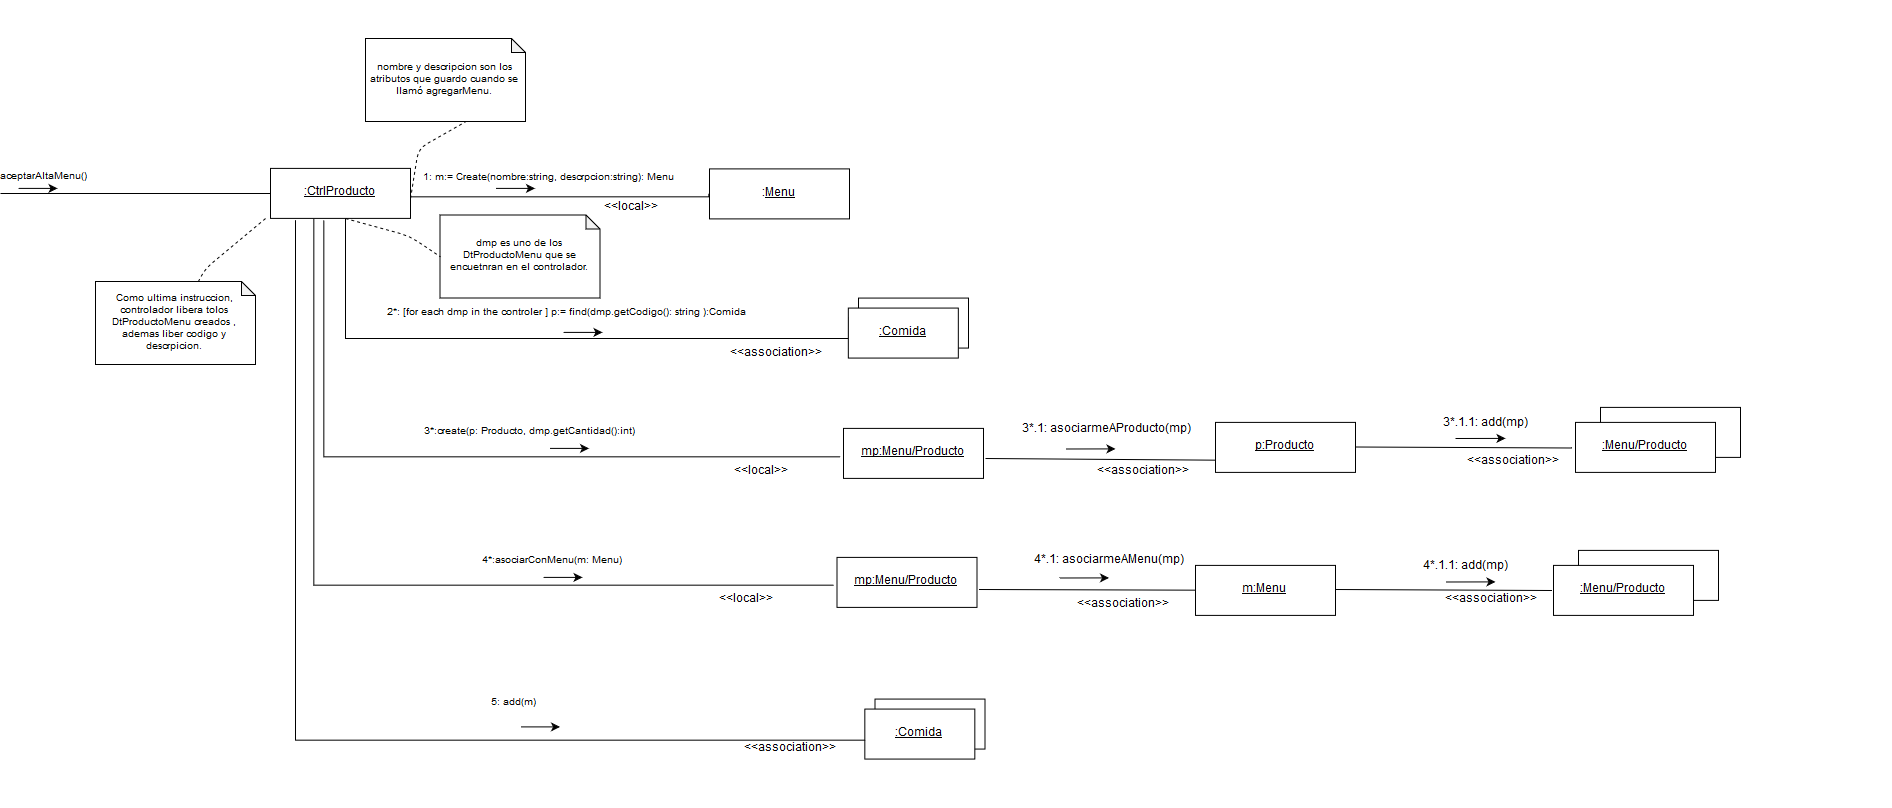 nombre y descripcion son los
atributos que guardo cuando se
llamó agregarMenu.
aceptarAltaMenu()
:CtrlProducto
1: m:= Create(nombre:string, descrpcion:string): Menu
<<local>>
:Menu
dmp es uno de los
DtProductoMenu que se
encuetnran en el controlador.
Como ultima instruccion,
controlador libera tolos
DtProductoMenu creados ,
ademas liber codigo y
descrpicion.
2*: [for each dmp in the controler ] p:= find(dmp.getCodigo(): string ):Comida
<<association>>
:Comida
3*:create(p: Producto, dmp.getCantidad():int)
<<local>>
mp:Menu/Producto
3*.1: asociarmeAProducto(mp)
<<association>>
p:Producto
3*.1.1: add(mp)
<<association>>
:Menu/Producto
4*:asociarConMenu(m: Menu)
<<local>>
mp:Menu/Producto
4*.1: asociarmeAMenu(mp)
<<association>>
m:Menu
4*.1.1: add(mp)
<<association>>
:Menu/Producto
5: add(m)
<<association>>
:Comida